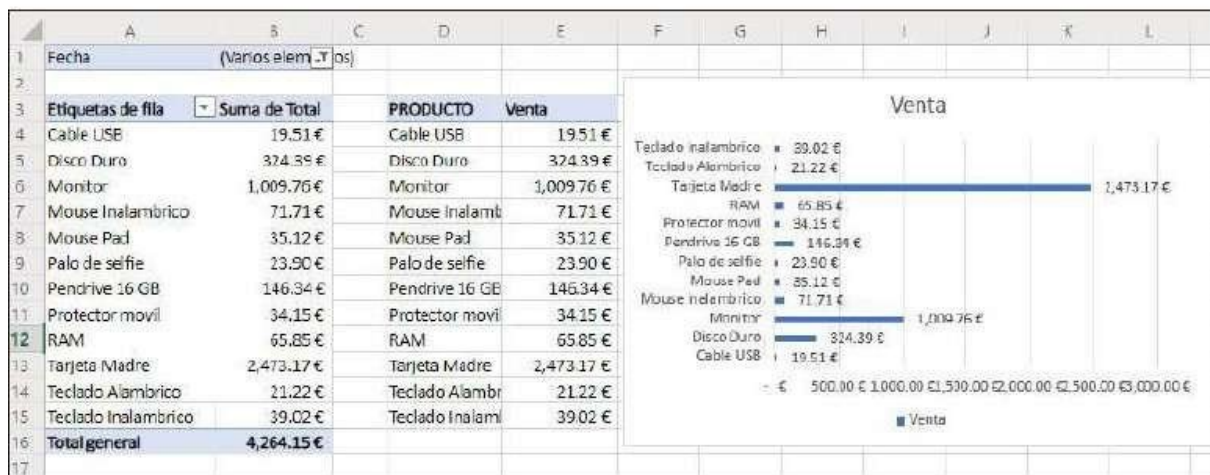 A B C D E F G H I J K L
1 Fecha (Varios elementos)
2
3 Etiquetas de fila Suma de Total PRODUCTO Venta
4 Cable USB 19.51 € Cable USB 19.51 €
5 Disco Duro 324.39 € Disco Duro 324.39 €
6 Monitor 1,009.76 € Monitor 1,009.76 €
7 Mouse Inalambrico 71.71 € Mouse Inalamb 71.71 €
8 Mouse Pad 35.12 € Mouse Pad 35.12 €
9 Palo de selfie 23.90 € Palo de selfie 23.90 €
10 Pendrive 16 GB 146.34 € Pendrive 16 GB 146.34 €
11 Protector movil 34.15 € Protector movil 34.15 €
12 RAM 65.85 € RAM 65.85 €
13 Tarjeta Madre 2,473.17 € Tarjeta Madre 2,473.17 €
14 Teclado Alambrico 21.22 € Teclado Alambr 21.22 €
15 Teclado Inalambrico 39.02 € Teclado Inalam 39.02 €
16 Total general 4,264.15 €
17
Venta
Teclado Inalambrico 39.02 €
Teclado Alambrico 21.22 €
Tarjeta Madre 2,473.17 €
RAM 65.85 €
Protector movil 34.15 €
Pendrive 16 GB 146.34 €
Palo de selfie 23.90 €
Mouse Pad 35.12 €
Mouse Inalambrico 71.71 €
Monitor 1,009.76 €
Disco Duro 324.39 €
Cable USB 19.51 €
- € 500.00 € 1,000.00 € 1,500.00 € 2,000.00 € 2,500.00 € 3,000.00 €
Venta